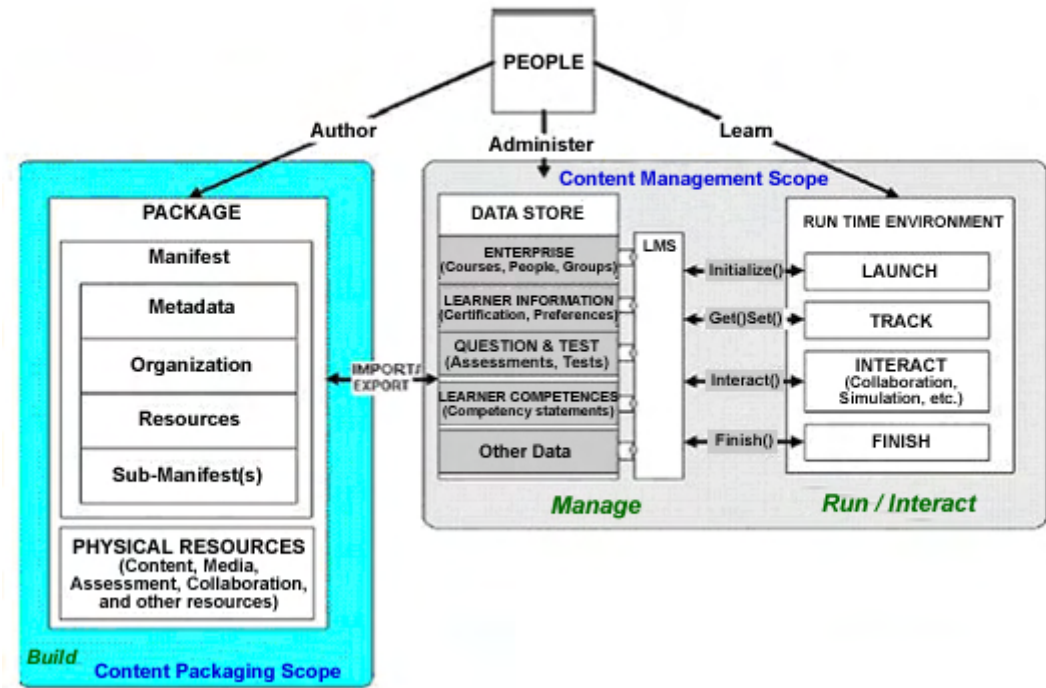 PEOPLE
Author
Administer
Learn
PACKAGE
Manifest
Metadata
Organization
Resources
Sub-Manifest(s)
PHYSICAL RESOURCES
(Content, Media,
Assessment, Collaboration,
and other resources)
Build
Content Packaging Scope
IMPORT/
EXPORT
Content Management Scope
DATA STORE
ENTERPRISE
(Courses, People, Groups)
LEARNER INFORMATION
(Certification, Preferences)
QUESTION & TEST
(Assessments, Tests)
LEARNER COMPETENCES
(Competency statements)
Other Data
LMS
Manage
Initialize()
Get()Set()
Interact()
Finish()
RUN TIME ENVIRONMENT
LAUNCH
TRACK
INTERACT
(Collaboration,
Simulation, etc.)
FINISH
Run / Interact